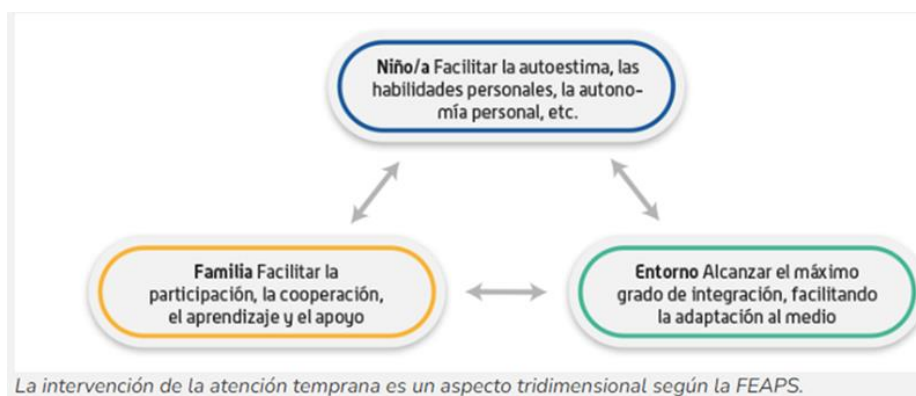 Niño/a Facilitar la autoestima, las
habilidades personales, la autono-
mía personal, etc.
Familia Facilitar la
participación, la cooperación,
el aprendizaje y el apoyo
Entorno Alcanzar el máximo
grado de integración, facilitando
la adaptación al medio
La intervención de la atención temprana es un aspecto tridimensional según la FEAPS.